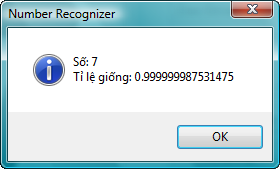 Number Recognizer
Số: 7
Tỉ lệ giống: 0.999999987531475
OK